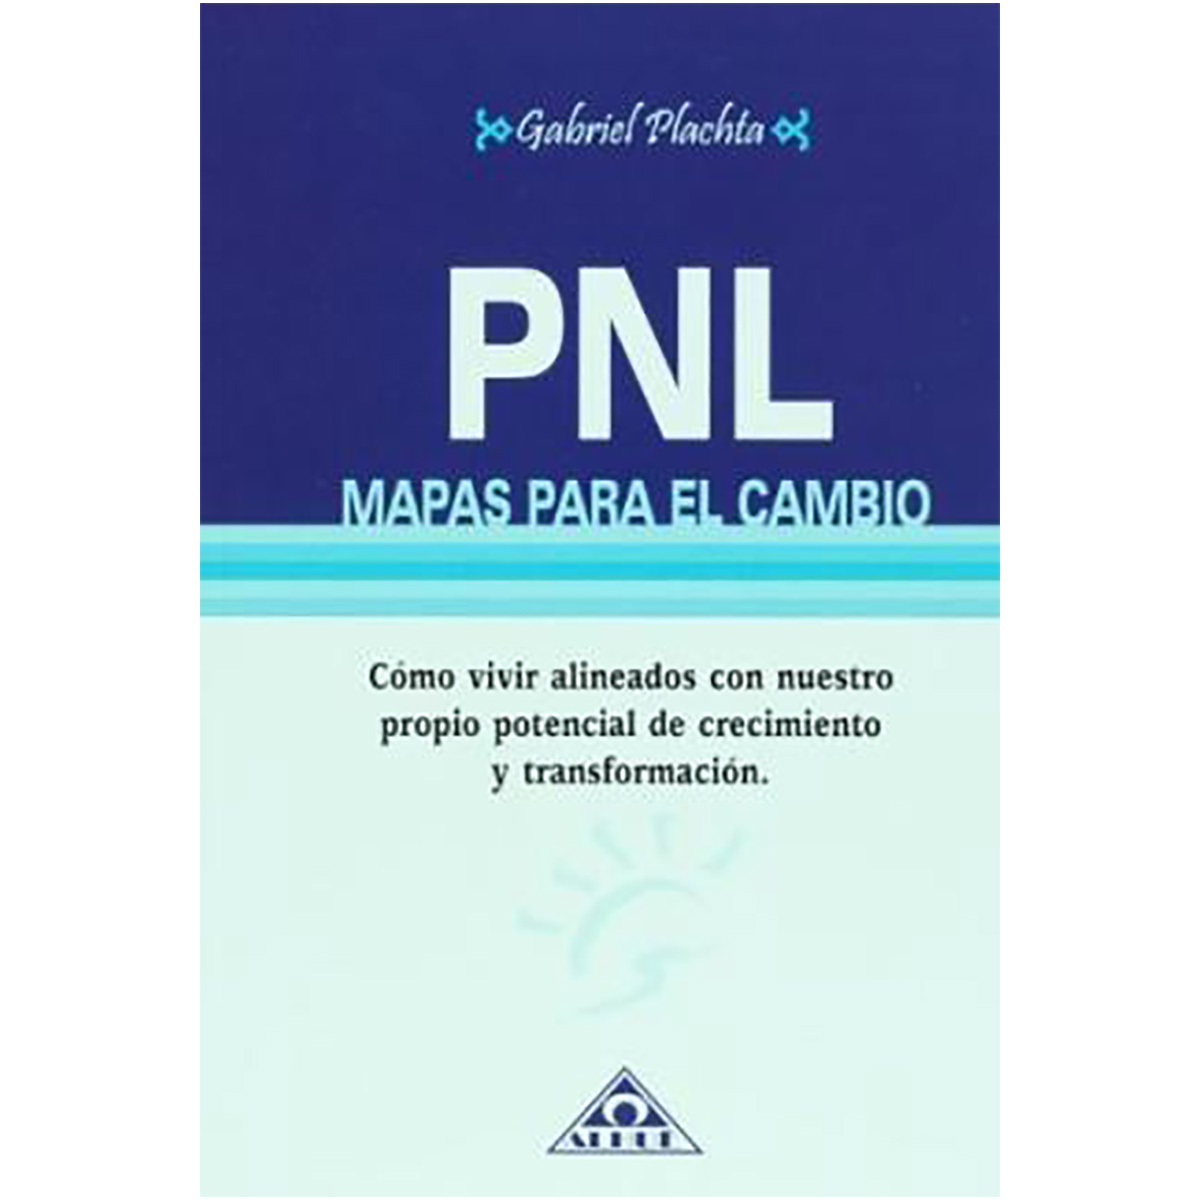 Gabriel Plachta
PNL
MAPAS PARA EL CAMBIO
Cómo vivir alineados con nuestro
propio potencial de crecimiento
y transformación.